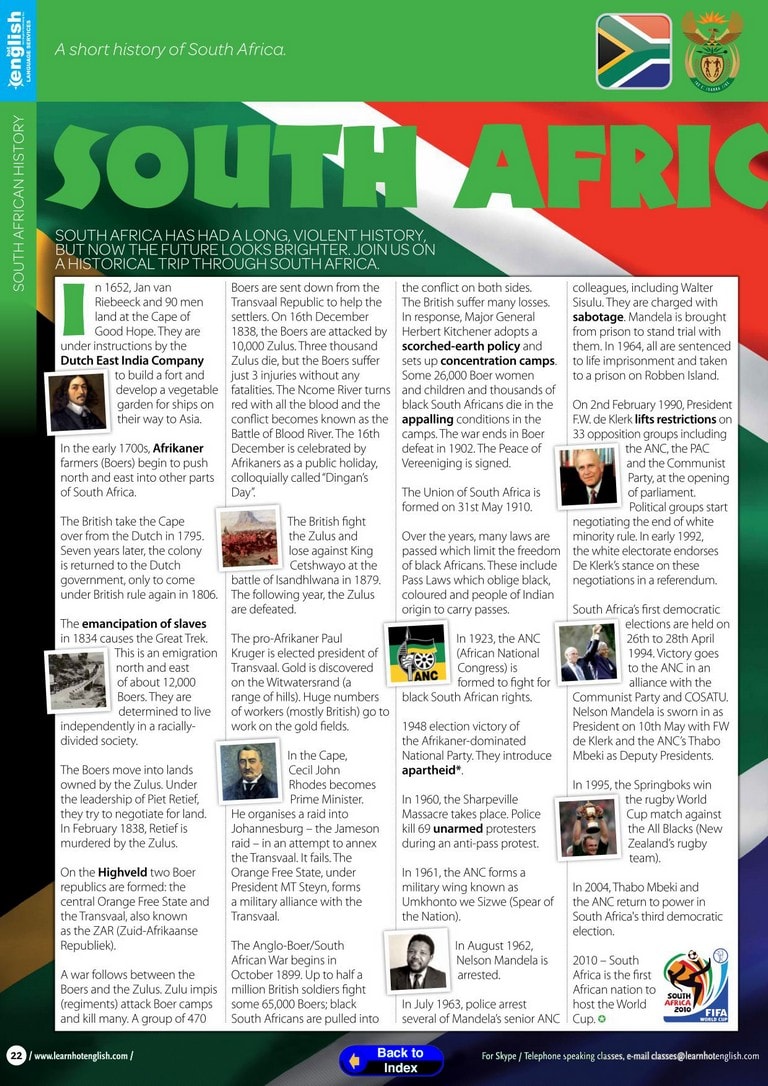 hot
english
LANGUAGE SERVICES
A short history of South Africa.
SOUTH AFRICAN HISTORY
SOUTH AFRIC
SOUTH AFRICA HAS HAD A LONG, VIOLENT HISTORY,
BUT NOW THE FUTURE LOOKS BRIGHTER. JOIN US ON
A HISTORICAL TRIP THROUGH SOUTH AFRICA.
In 1652, Jan van
Riebeeck and 90 men
land at the Cape of
Good Hope. They are
under instructions by the
Dutch East India Company
to build a fort and
develop a vegetable
garden for ships on
their way to Asia.
In the early 1700s, Afrikaner
farmers (Boers) begin to push
north and east into other parts
of South Africa.
The British take the Cape
over from the Dutch in 1795.
Seven years later, the colony
is returned to the Dutch
government, only to come
under British rule again in 1806.
The emancipation of slaves
in 1834 causes the Great Trek.
This is an emigration
north and east
of about 12,000
Boers. They are
determined to live
independently in a racially-
divided society.
The Boers move into lands
owned by the Zulus. Under
the leadership of Piet Retief,
they try to negotiate for land.
In February 1838, Retief is
murdered by the Zulus.
On the Highveld two Boer
republics are formed: the
central Orange Free State and
the Transvaal, also known
as the ZAR (Zuid-Afrikaanse
Republiek).
A war follows between the
Boers and the Zulus. Zulu impis
(regiments) attack Boer camps
and kill many. A group of 470
Boers are sent down from the
Transvaal Republic to help the
settlers. On 16th December
1838, the Boers are attacked by
10,000 Zulus. Three thousand
Zulus die, but the Boers suffer
just 3 injuries without any
fatalities. The Ncome River turns
red with all the blood and the
conflict becomes known as the
Battle of Blood River. The 16th
December is celebrated by
Afrikaners as a public holiday,
colloquially called "Dingan's
Day".
The British fight
the Zulus and
lose against King
Cetshwayo at the
battle of Isandhlwana in 1879.
The following year, the Zulus
are defeated.
The pro-Afrikaner Paul
Kruger is elected president of
Transvaal. Gold is discovered
on the Witwatersrand (a
range of hills). Huge numbers
of workers (mostly British) go to
work on the gold fields.
In the Cape,
Cecil John
Rhodes becomes
Prime Minister.
He organises a raid into
Johannesburg – the Jameson
raid – in an attempt to annex
the Transvaal. It fails. The
Orange Free State, under
President MT Steyn, forms
a military alliance with the
Transvaal.
The Anglo-Boer/South
African War begins in
October 1899. Up to half a
million British soldiers fight
some 65,000 Boers; black
South Africans are pulled into
the conflict on both sides.
The British suffer many losses.
In response, Major General
Herbert Kitchener adopts a
scorched-earth policy and
sets up concentration camps.
Some 26,000 Boer women
and children and thousands of
black South Africans die in the
appalling conditions in the
camps. The war ends in Boer
defeat in 1902. The Peace of
Vereeniging is signed.
The Union of South Africa is
formed on 31st May 1910.
Over the years, many laws are
passed which limit the freedom
of black Africans. These include
Pass Laws which oblige black,
coloured and people of Indian
origin to carry passes.
ANC
In 1923, the ANC
(African National
Congress) is
formed to fight for
black South African rights.
1948 election victory of
the Afrikaner-dominated
National Party. They introduce
apartheid*.
In 1960, the Sharpeville
Massacre takes place. Police
kill 69 unarmed protesters
during an anti-pass protest.
In 1961, the ANC forms a
military wing known as
Umkhonto we Sizwe (Spear of
the Nation).
In August 1962,
Nelson Mandela is
arrested.
In July 1963, police arrest
several of Mandela's senior ANC
colleagues, including Walter
Sisulu. They are charged with
sabotage. Mandela is brought
from prison to stand trial with
them. In 1964, all are sentenced
to life imprisonment and taken
to a prison on Robben Island.
On 2nd February 1990, President
F.W. de Klerk lifts restrictions on
33 opposition groups including
the ANC, the PAC
and the Communist
Party, at the opening
of parliament.
Political groups start
negotiating the end of white
minority rule. In early 1992,
the white electorate endorses
De Klerk's stance on these
negotiations in a referendum.
South Africa's first democratic
elections are held on
26th to 28th April
1994. Victory goes
to the ANC in an
alliance with the
Communist Party and COSATU.
Nelson Mandela is sworn in as
President on 10th May with FW
de Klerk and the ANC's Thabo
Mbeki as Deputy Presidents.
In 1995, the Springboks win
the rugby World
Cup match against
the All Blacks (New
Zealand's rugby
team).
In 2004, Thabo Mbeki and
the ANC return to power in
South Africa's third democratic
election.
2010 – South
Africa is the first
African nation to
host the World
Cup.
SOUTH AFRICA
2010
FIFA
WORLD CUP
22 / www.learnhotenglish.com /
Back to
Index
For Skype / Telephone speaking classes, e-mail classes@learnhotenglish.com /